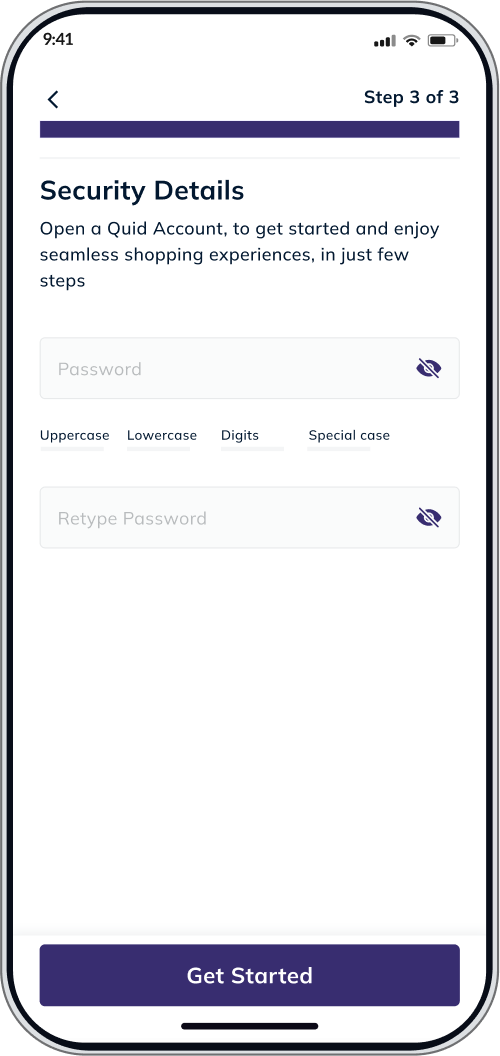 9:41
Step 3 of 3
Security Details
Open a Quid Account, to get started and enjoy
seamless shopping experiences, in just few
steps
Password
Uppercase Lowercase Digits Special case
Retype Password
Get Started